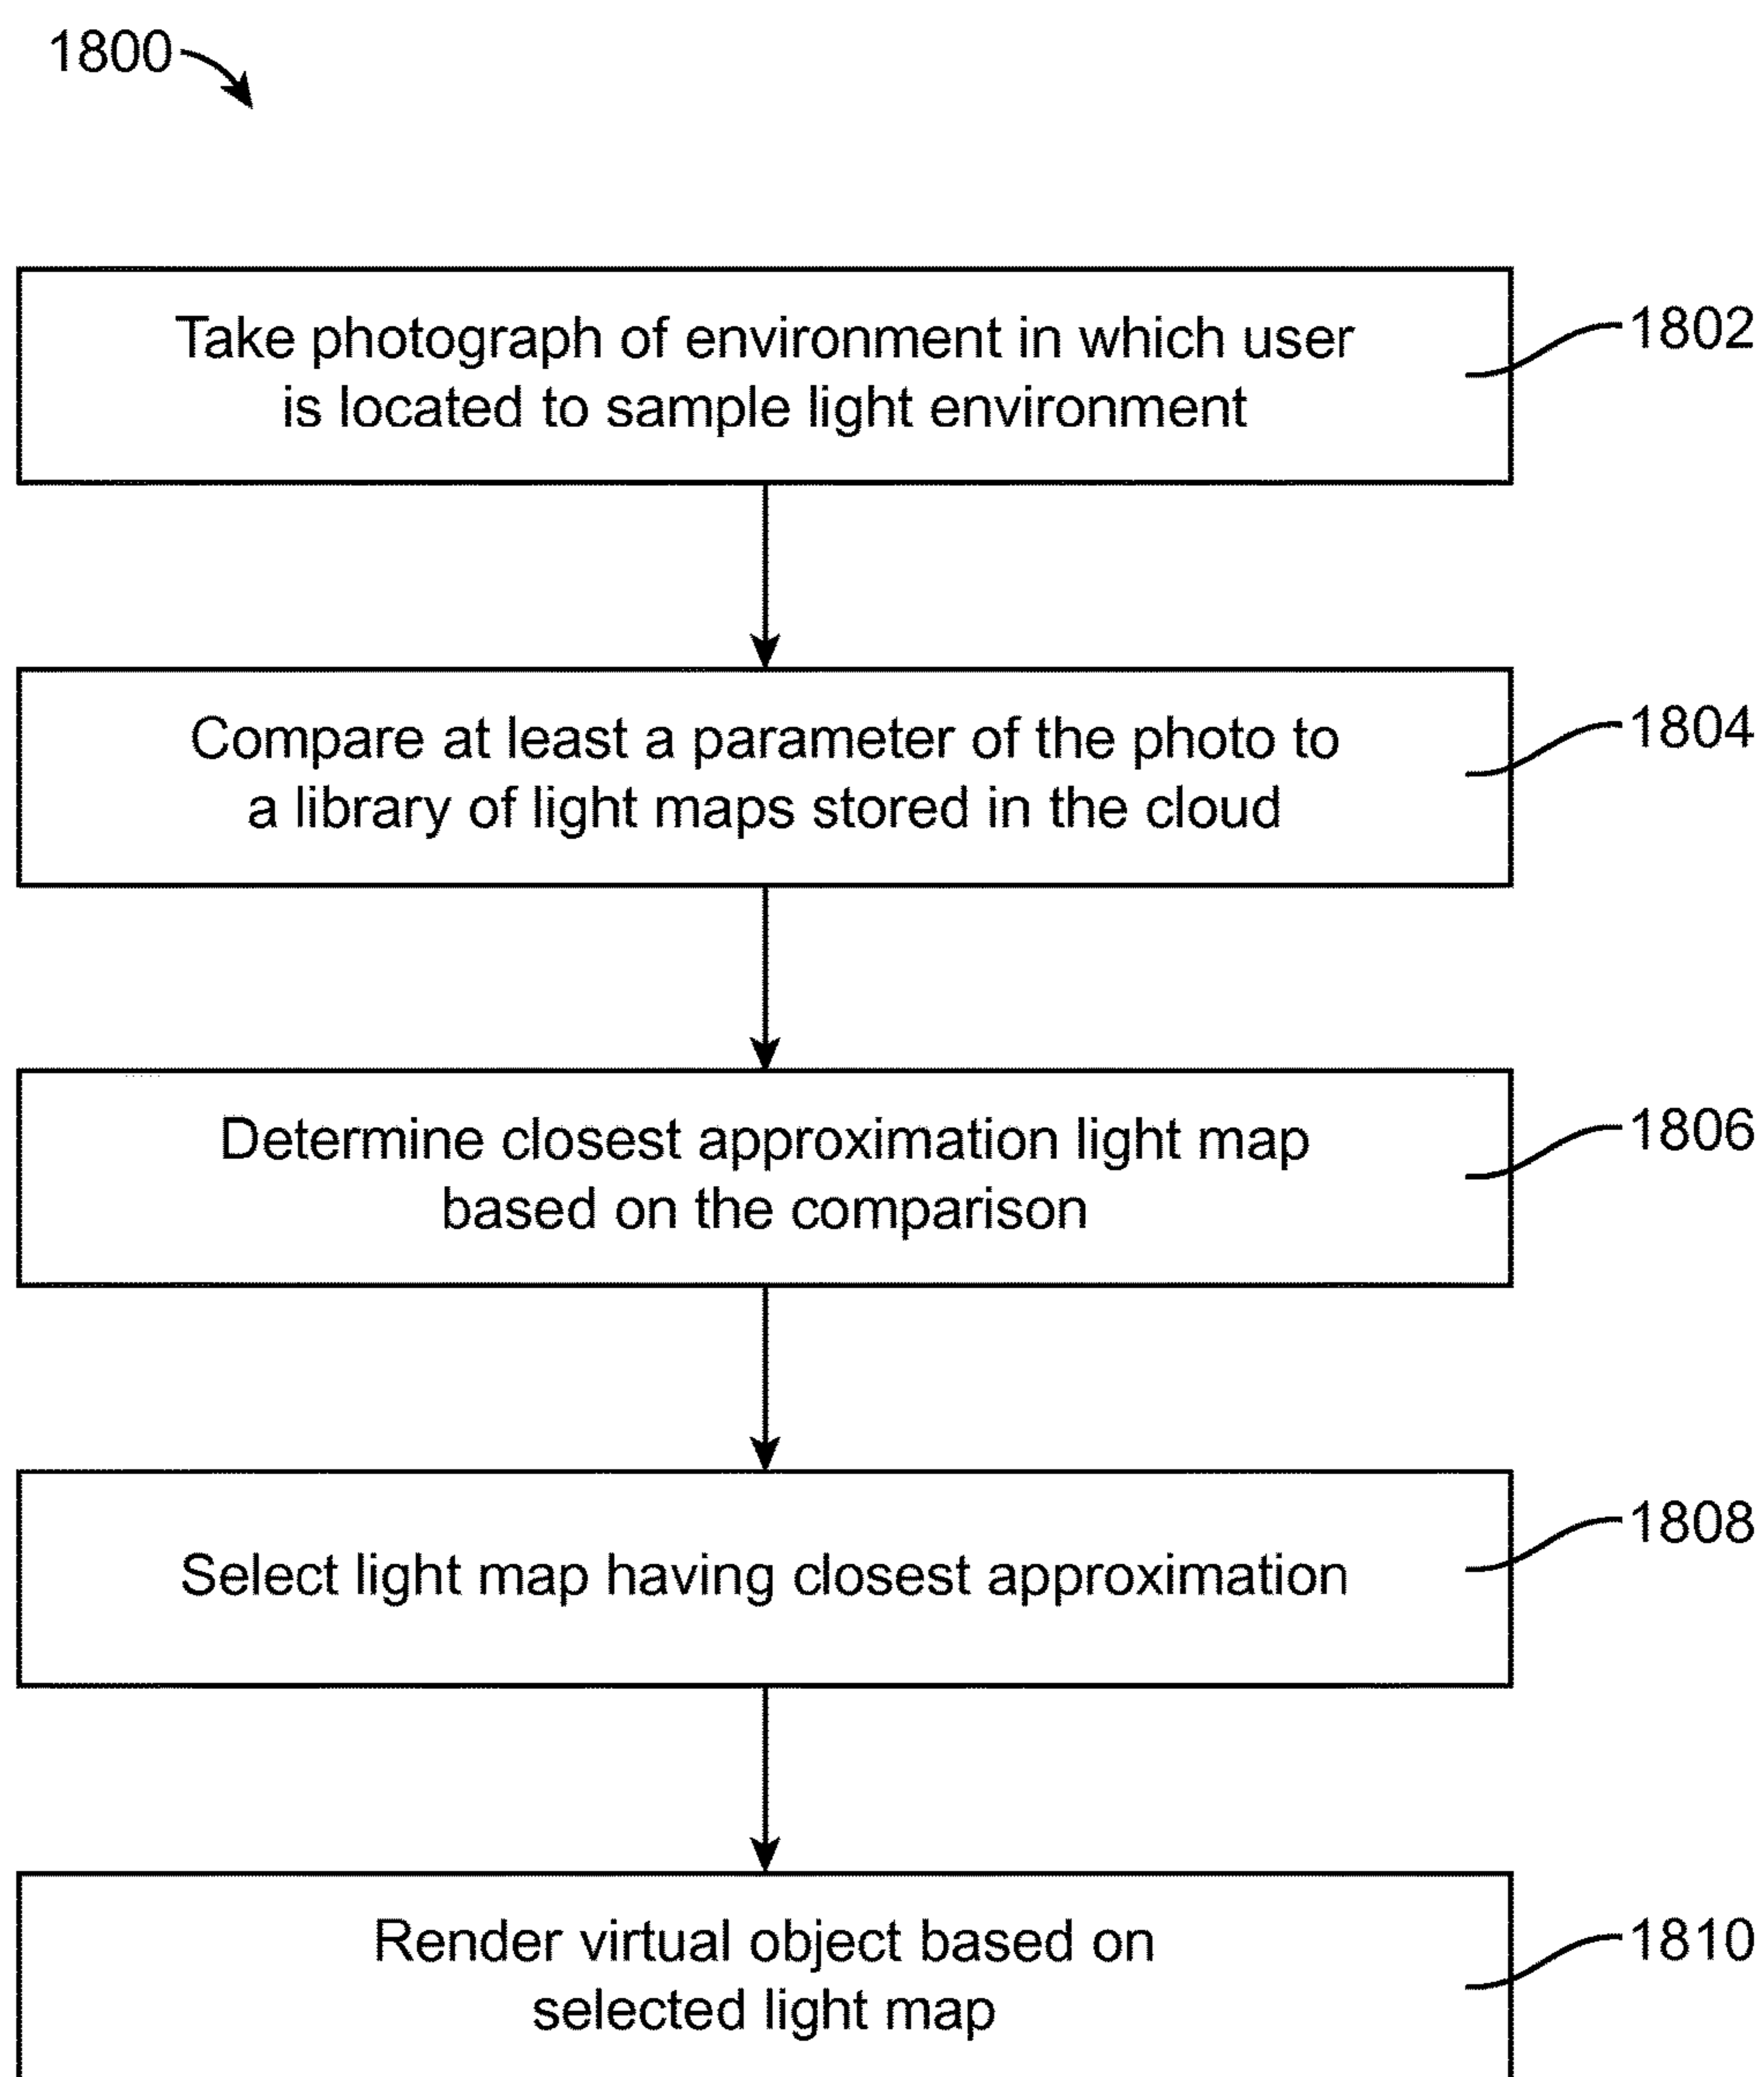 1800
Take photograph of environment in which user
is located to sample light environment
1802
Compare at least a parameter of the photo to
a library of light maps stored in the cloud
1804
Determine closest approximation light map
based on the comparison
1806
Select light map having closest approximation
1808
Render virtual object based on
selected light map
1810